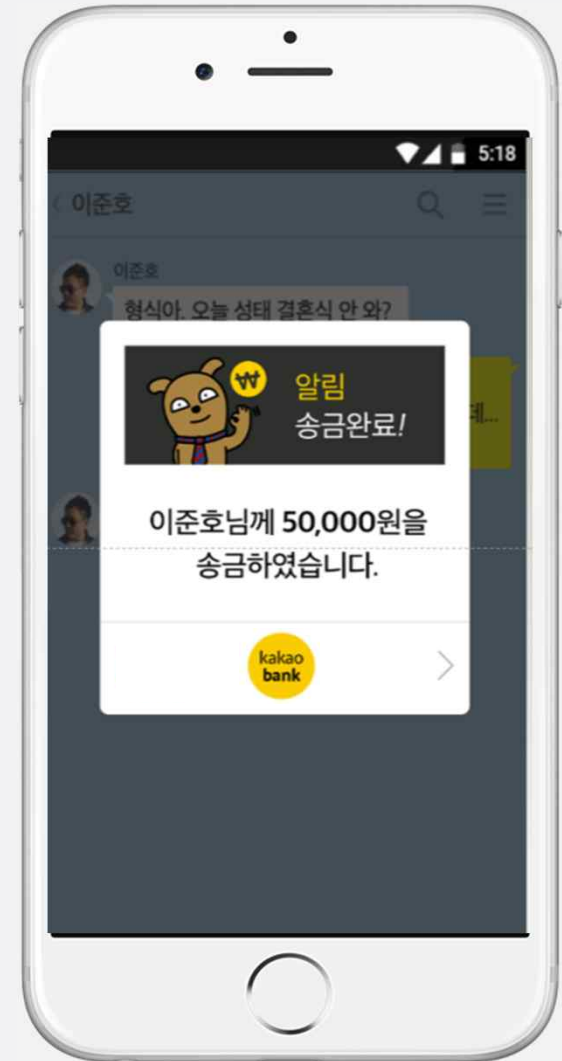 5:18
이준호
이준호
형식아. 오늘 성태 결혼식 안 와?
데...
₩
알림
송금완료!
이준호님께 50,000원을
송금하였습니다.
kakao
bank